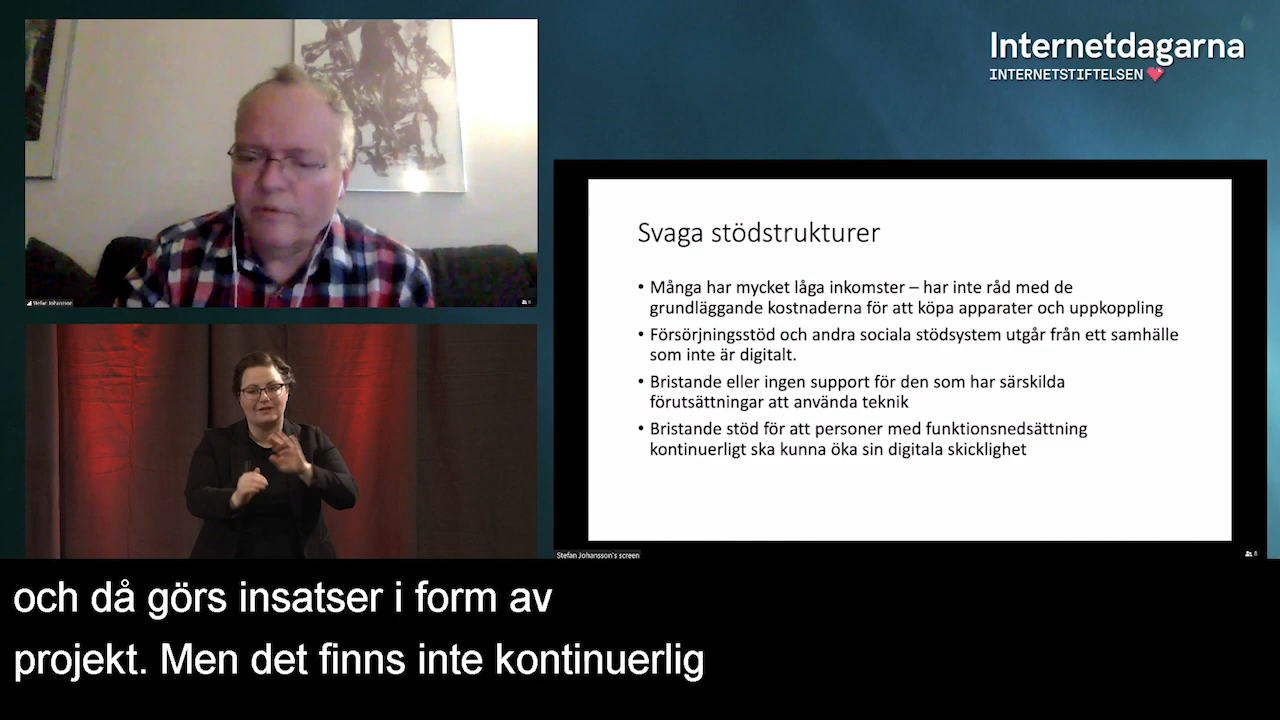 Internetdagarna
INTERNETSTIFTELSEN
Stefan Johansson
Svaga stödstrukturer
• Många har mycket låga inkomster – har inte råd med de
grundläggande kostnaderna för att köpa apparater och uppkoppling
• Försörjningsstöd och andra sociala stödsystem utgår från ett samhälle
som inte är digitalt.
• Bristande eller ingen support för den som har särskilda
förutsättningar att använda teknik
• Bristande stöd för att personer med funktionsnedsättning
kontinuerligt ska kunna öka sin digitala skicklighet
Stefan Johansson's screen
och då görs insatser i form av
projekt. Men det finns inte kontinuerlig